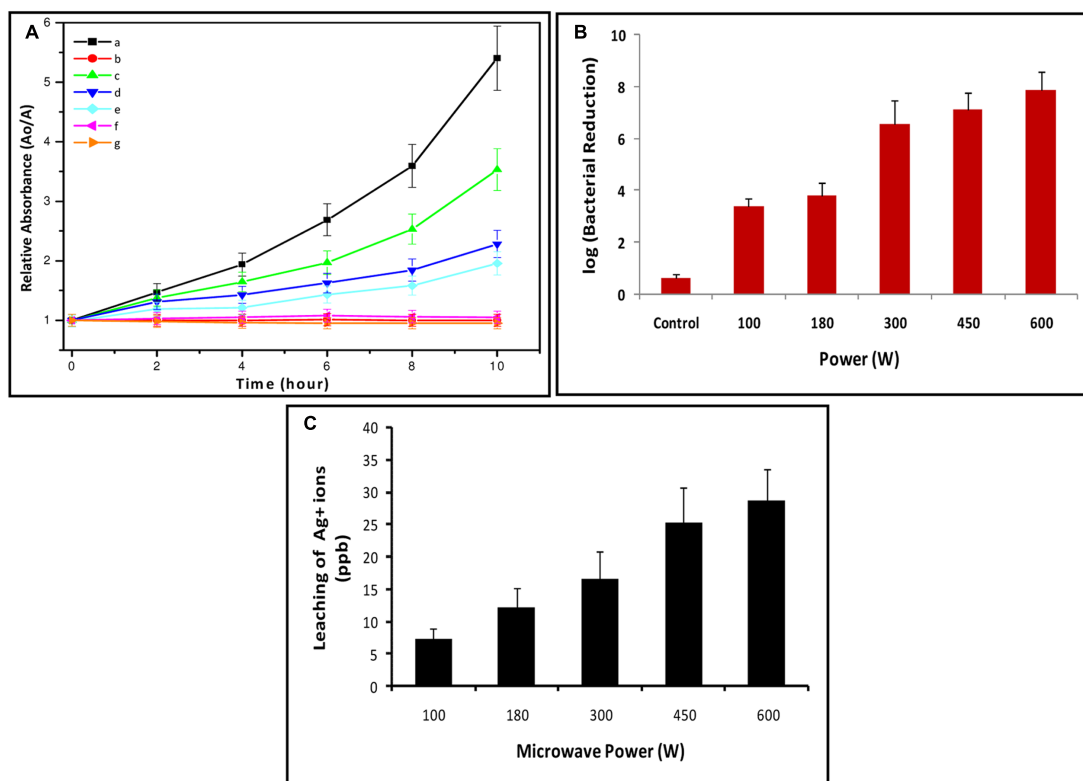 A
Relative Absorbance (Ao/A)
6
5
4
3
2
1
a
b
c
d
e
f
g
0 2 4 6 8 10
Time (hour)
B
log (Bacterial Reduction)
10
8
6
4
2
0
Control 100 180 300 450 600
Power (W)
C
Leaching of Ag+ ions
(ppb)
40
35
30
25
20
15
10
5
0
100 180 300 450 600
Microwave Power (W)